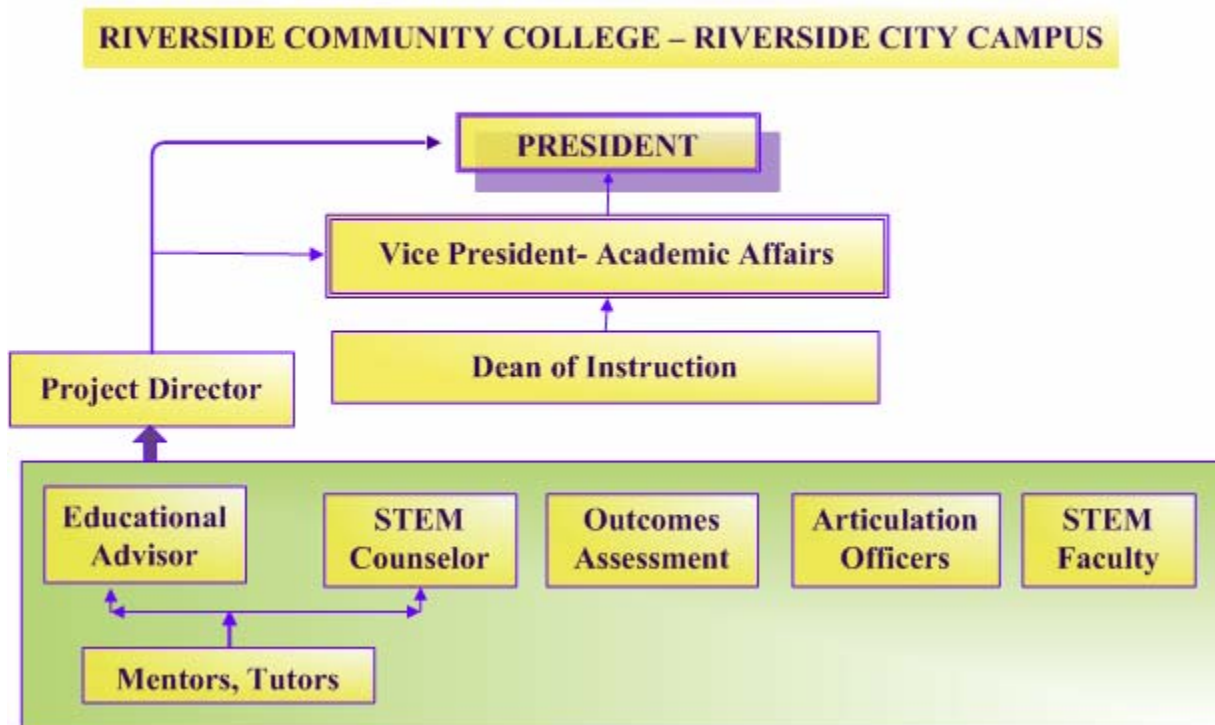 RIVERSIDE COMMUNITY COLLEGE – RIVERSIDE CITY CAMPUS
PRESIDENT
Vice President- Academic Affairs
Dean of Instruction
Project Director
Educational
Advisor
STEM
Counselor
Outcomes
Assessment
Articulation
Officers
STEM
Faculty
Mentors, Tutors